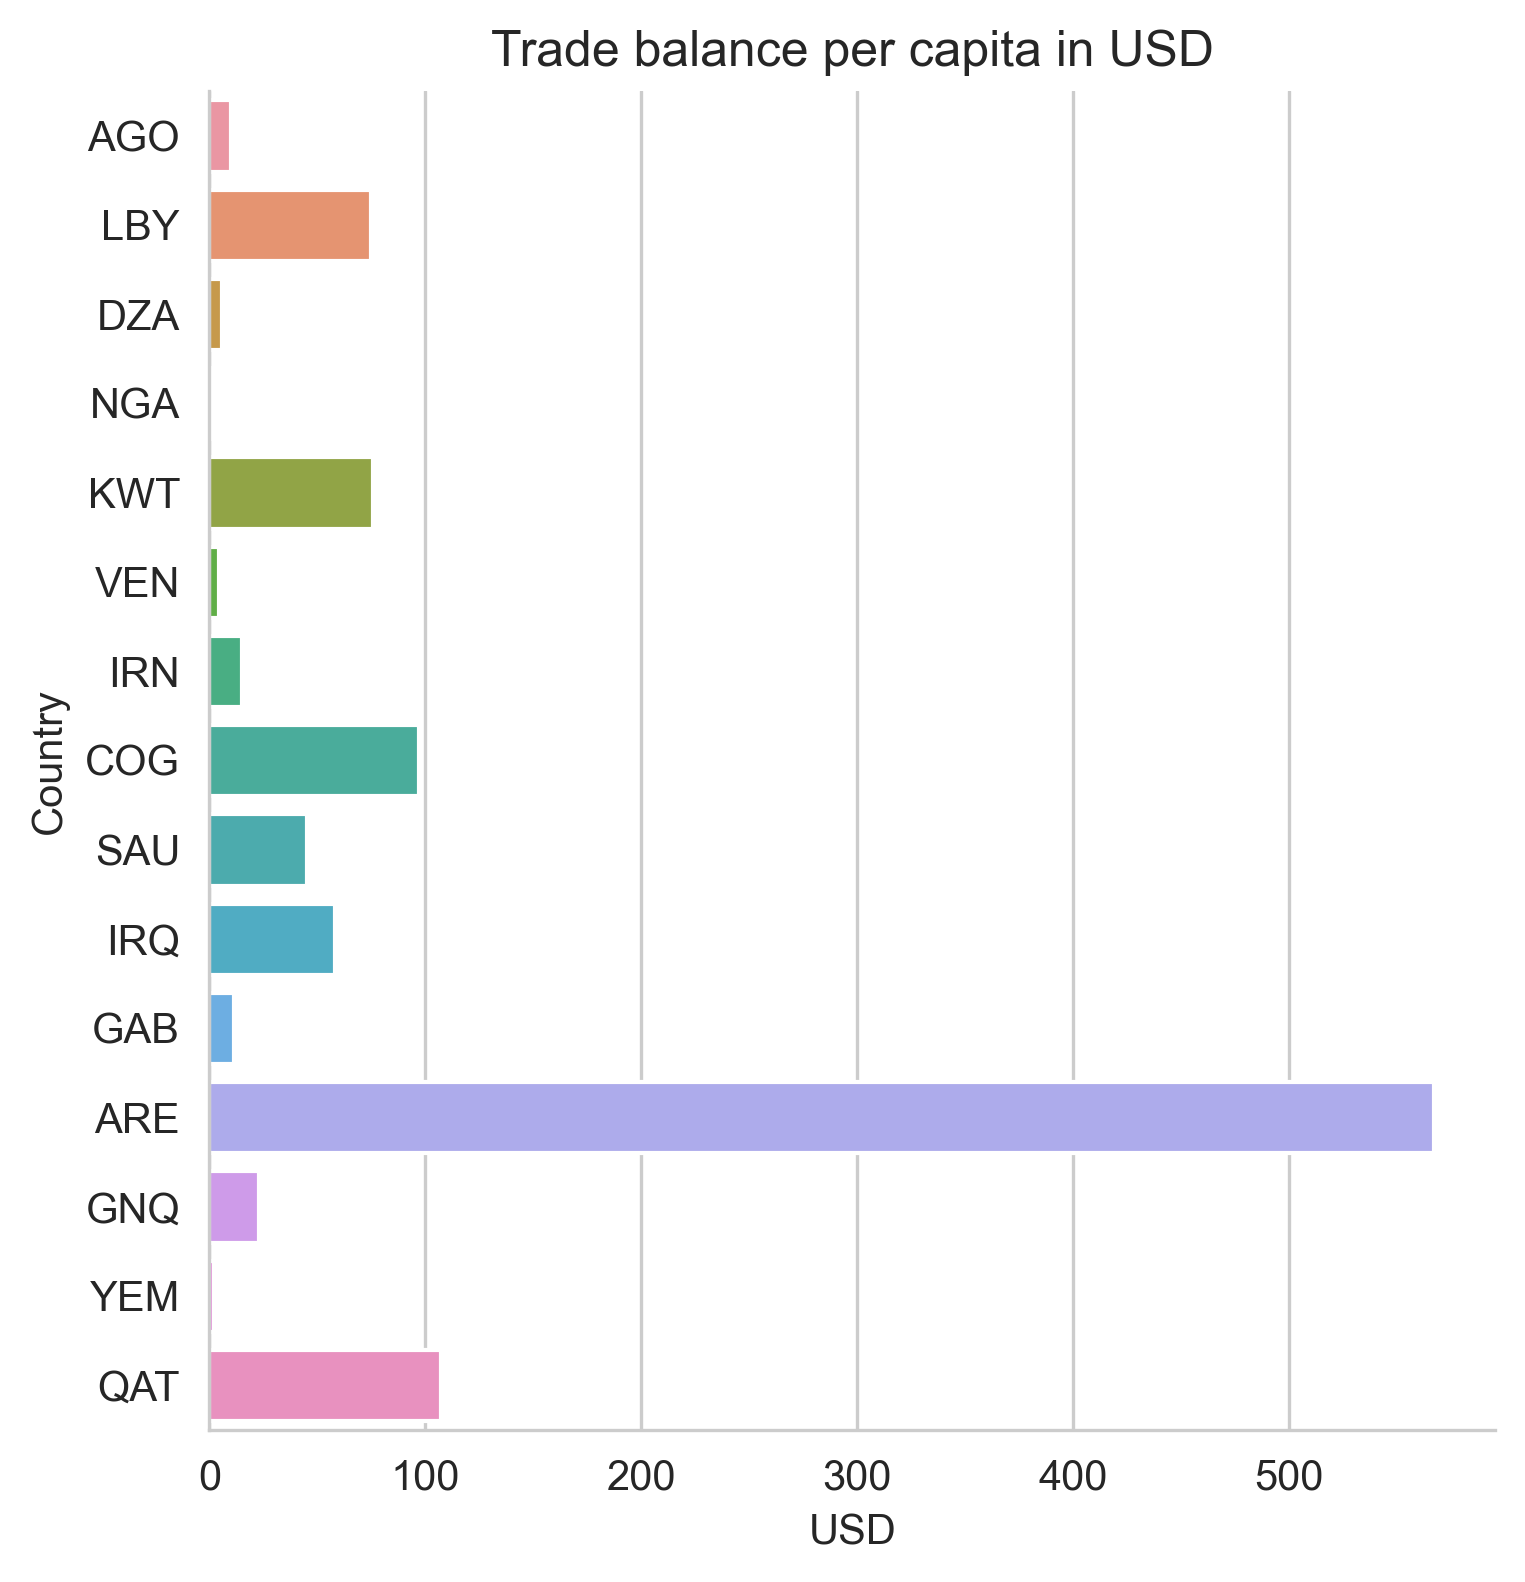 Trade balance per capita in USD
AGO
LBY
DZA
NGA
KWT
VEN
IRN
COG
SAU
IRQ
GAB
ARE
GNQ
YEM
QAT
Country
0 100 200 300 400 500
USD